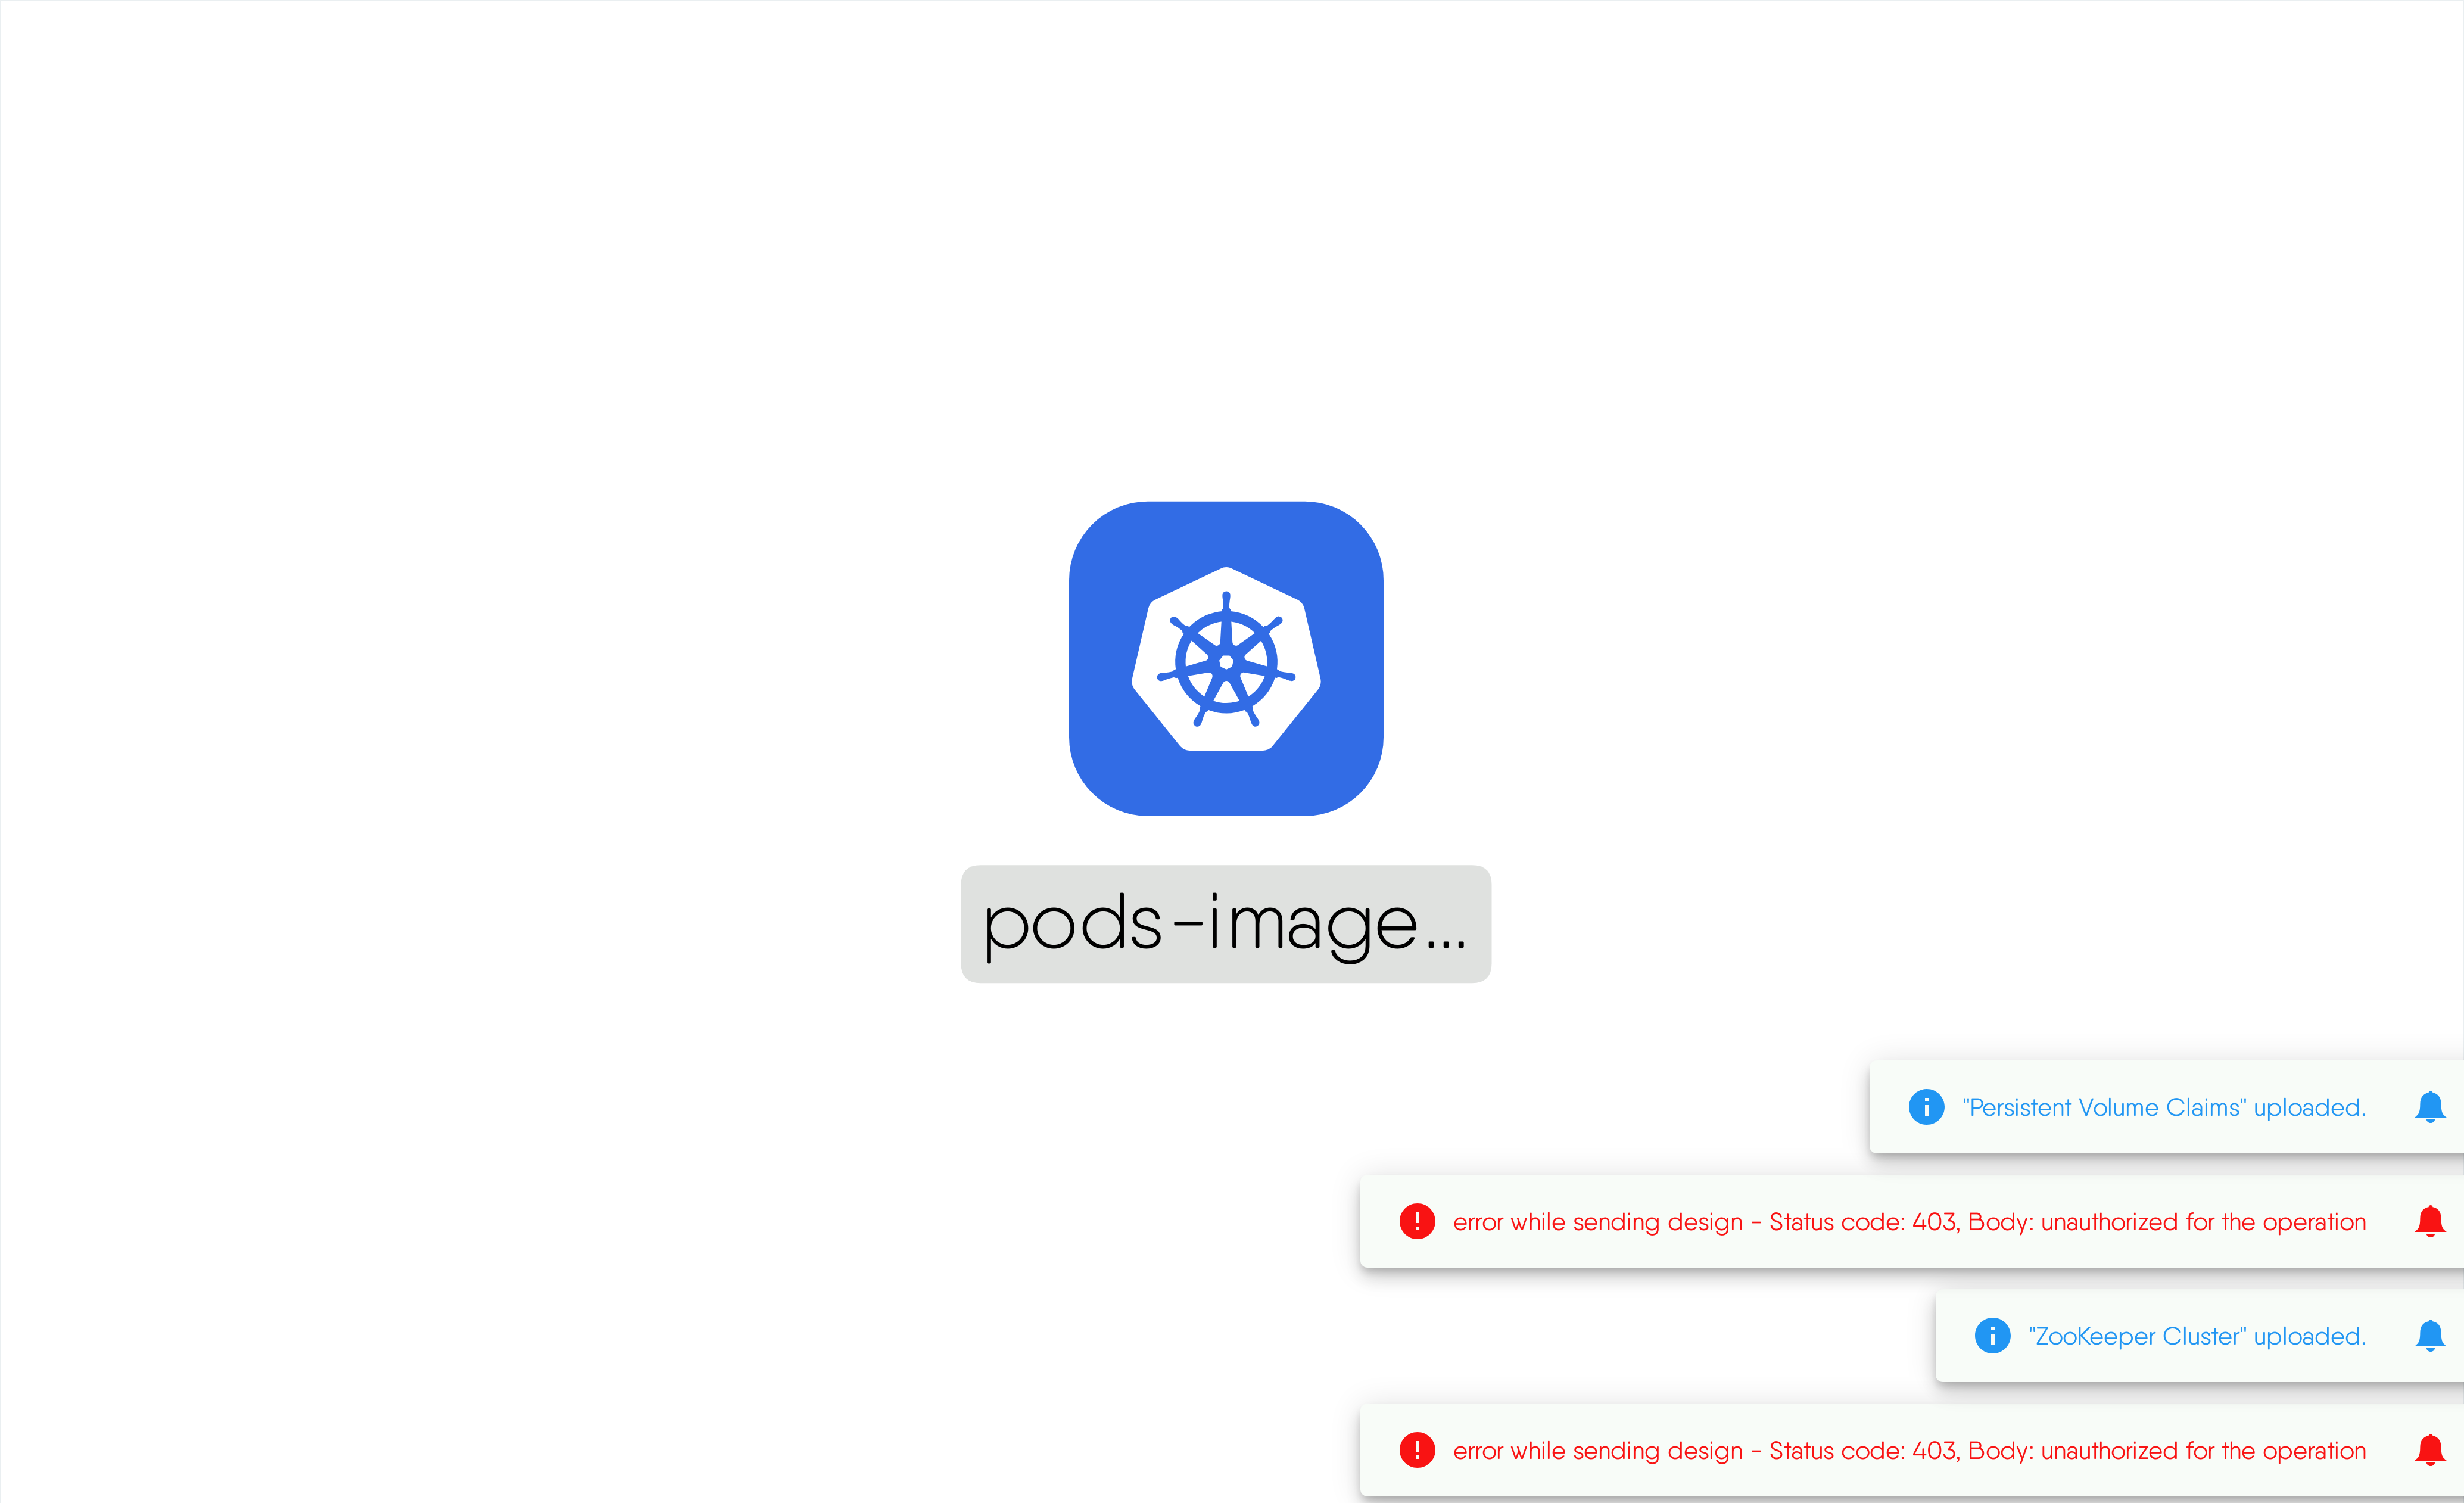 pods-image...
"Persistent Volume Claims" uploaded.
error while sending design - Status code: 403, Body: unauthorized for the operation
"ZooKeeper Cluster" uploaded.
error while sending design - Status code: 403, Body: unauthorized for the operation